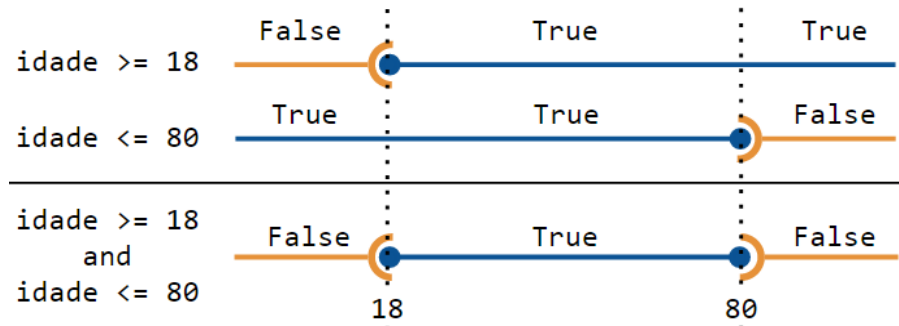 False True True
idade >= 18
True True False
idade <= 80
idade >= 18
False True False
and
idade <= 80
18 80